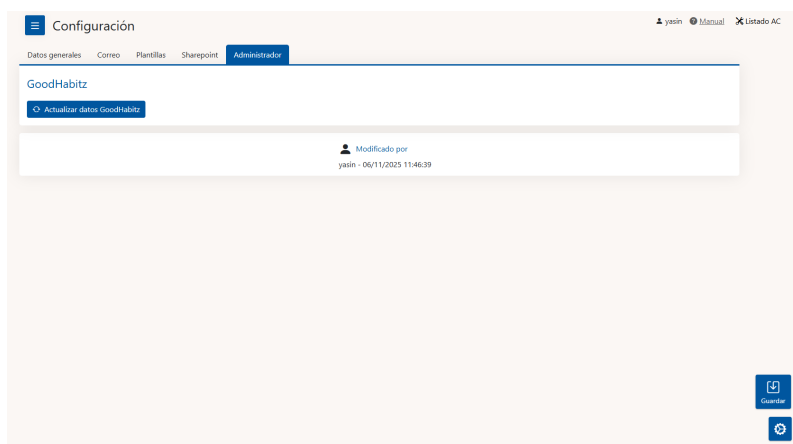 Configuración
yasin Manual Listado AC
Datos generales Correo Plantillas Sharepoint Administrador
GoodHabitz
Actualizar datos GoodHabitz
Modificado por
yasin - 06/11/2025 11:46:39
Guardar